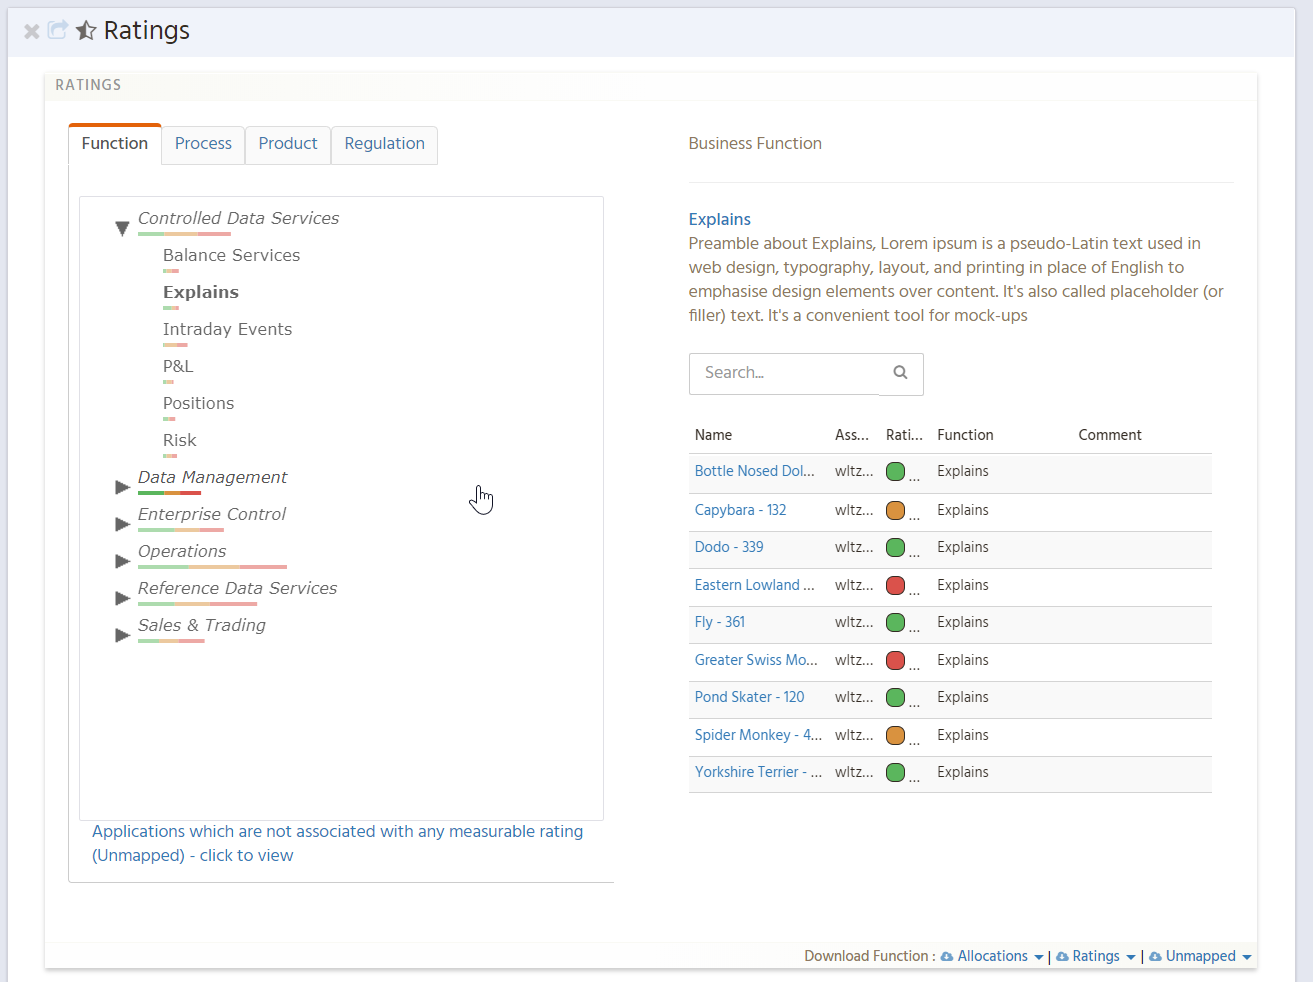 Ratings
RATINGS
Function Process Product Regulation
Controlled Data Services
Balance Services
Explains
Intraday Events
P&L
Positions
Risk
Data Management
Enterprise Control
Operations
Reference Data Services
Sales & Trading
Applications which are not associated with any measurable rating
(Unmapped) - click to view
Business Function
Explains
Preamble about Explains, Lorem ipsum is a pseudo-Latin text used in
web design, typography, layout, and printing in place of English to
emphasise design elements over content. It's also called placeholder (or
filler) text. It's a convenient tool for mock-ups
Search...
Name Ass... Rati... Function Comment
Bottle Nosed Dol... wltz... ... Explains
Capybara - 132 wltz... ... Explains
Dodo - 339 wltz... ... Explains
Eastern Lowland ... wltz... ... Explains
Fly - 361 wltz... ... Explains
Greater Swiss Mo... wltz... ... Explains
Pond Skater - 120 wltz... ... Explains
Spider Monkey - 4... wltz... ... Explains
Yorkshire Terrier - ... wltz... ... Explains
Download Function : Allocations | Ratings | Unmapped